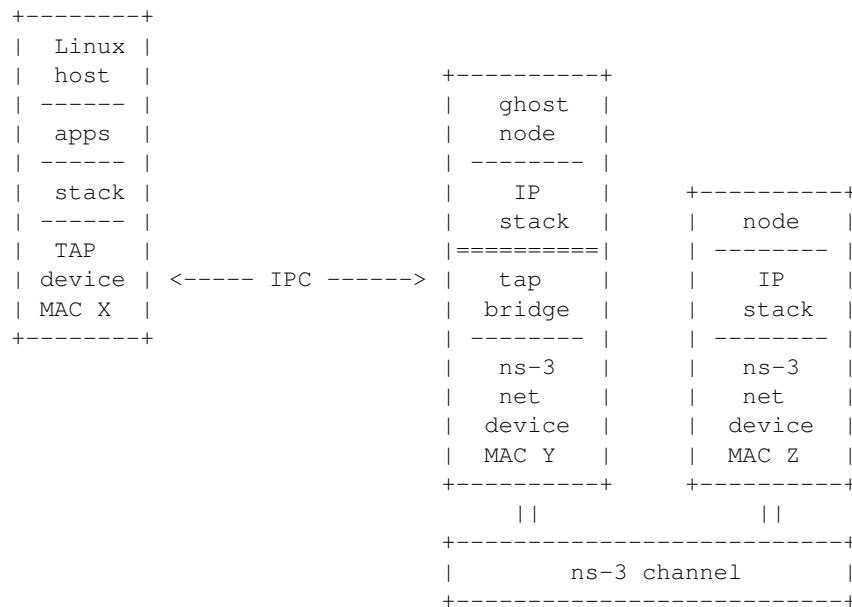 +--------+
|  Linux |
|  host  |                    +----------+
| ------ |                    |   ghost  |
|  apps  |                    |   node   |
| ------ |                    | -------- |
|  stack |                    |    IP    |     +----------+
| ------ |                    |   stack  |     |   node   |
|  TAP   |                    |==========|     | -------- |
| device | <----- IPC ------> |   tap    |     |    IP    |
| MAC X  |                    |  bridge  |     |   stack  |
+--------+                    | -------- |     | -------- |
                              |   ns-3   |     |   ns-3   |
                              |   net    |     |   net    |
                              |  device  |     |  device  |
                              |  MAC Y   |     |  MAC Z   |
                              +----------+     +----------+
                                   ||               ||
                              +---------------------------+
                              |        ns-3 channel       |
                              +---------------------------+